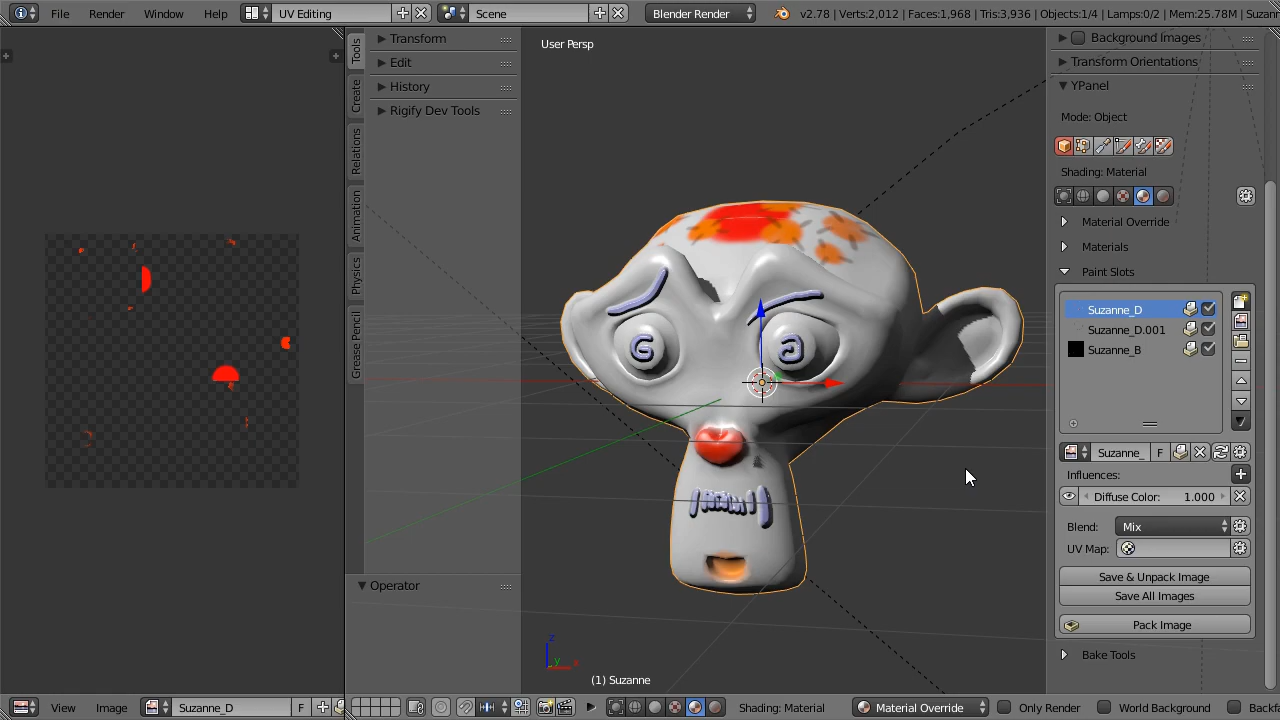 File
Render
Window
Help
UV Editing
Scene
Blender Render
v2.78 | Verts:2,012 | Faces:1,968 | Tris:3,936 | Objects:1/4 | Lamps:0/2 | Mem:25.78M | Suzan
Tools
Create
Relations
Animation
Physics
Grease Pencil
Transform
Edit
History
Rigify Dev Tools
Operator
User Persp
z
y
x
(1) Suzanne
Background Images
Transform Orientations
YPanel
Mode: Object
Shading: Material
Material Override
Materials
Paint Slots
Suzanne_D
Suzanne_D.001
Suzanne_B
Suzanne_
F
Influences:
Diffuse Color: 1.000
Blend: Mix
UV Map:
Save & Unpack Image
Save All Images
Pack Image
Bake Tools
View
Image
Suzanne_D
F
Shading: Material
Material Override
Only Render
World Background
Backf